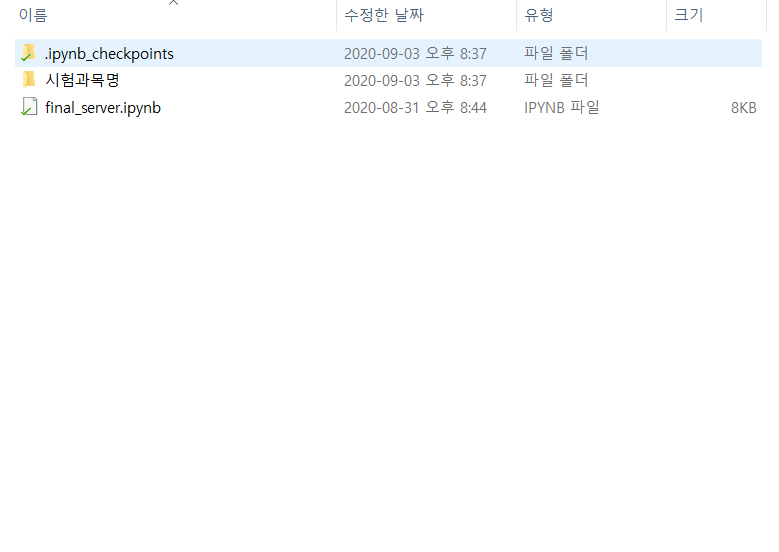 이름 수정한 날짜 유형 크기
.ipynb_checkpoints 2020-09-03 오후 8:37 파일 폴더
시험과목명 2020-09-03 오후 8:37 파일 폴더
final_server.ipynb 2020-08-31 오후 8:44 IPYNB 파일 8KB